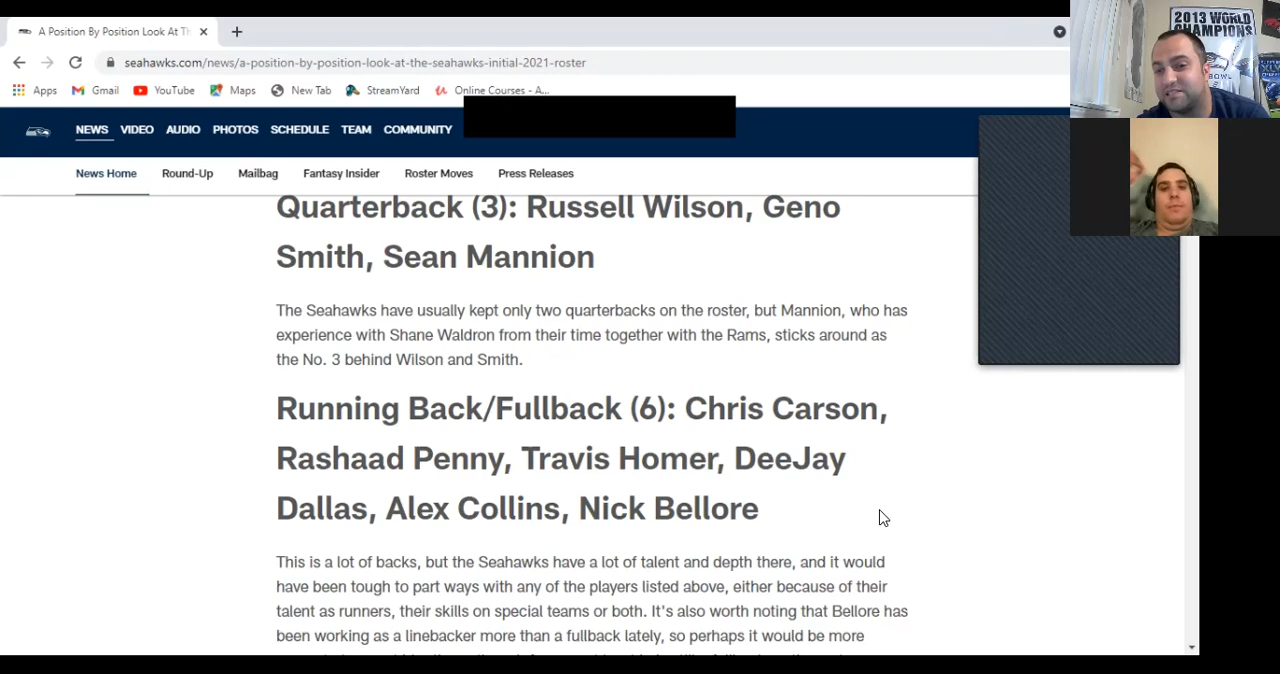 A Position By Position Look At Th
seahawks.com/news/a-position-by-position-look-at-the-seahawks-initial-2021-roster
Apps Gmail YouTube Maps New Tab StreamYard Online Courses - A...
2013 WORLD
CHAMPIONS
NEWS VIDEO AUDIO PHOTOS SCHEDULE TEAM COMMUNITY
News Home Round-Up Mailbag Fantasy Insider Roster Moves Press Releases
Quarterback (3): Russell Wilson, Geno
Smith, Sean Mannion
The Seahawks have usually kept only two quarterbacks on the roster, but Mannion, who has
experience with Shane Waldron from their time together with the Rams, sticks around as
the No. 3 behind Wilson and Smith.
Running Back/Fullback (6): Chris Carson,
Rashaad Penny, Travis Homer, DeeJay
Dallas, Alex Collins, Nick Bellore
This is a lot of backs, but the Seahawks have a lot of talent and depth there, and it would
have been tough to part ways with any of the players listed above, either because of their
talent as runners, their skills on special teams or both. It's also worth noting that Bellore has
been working as a linebacker more than a fullback lately, so perhaps it would be more